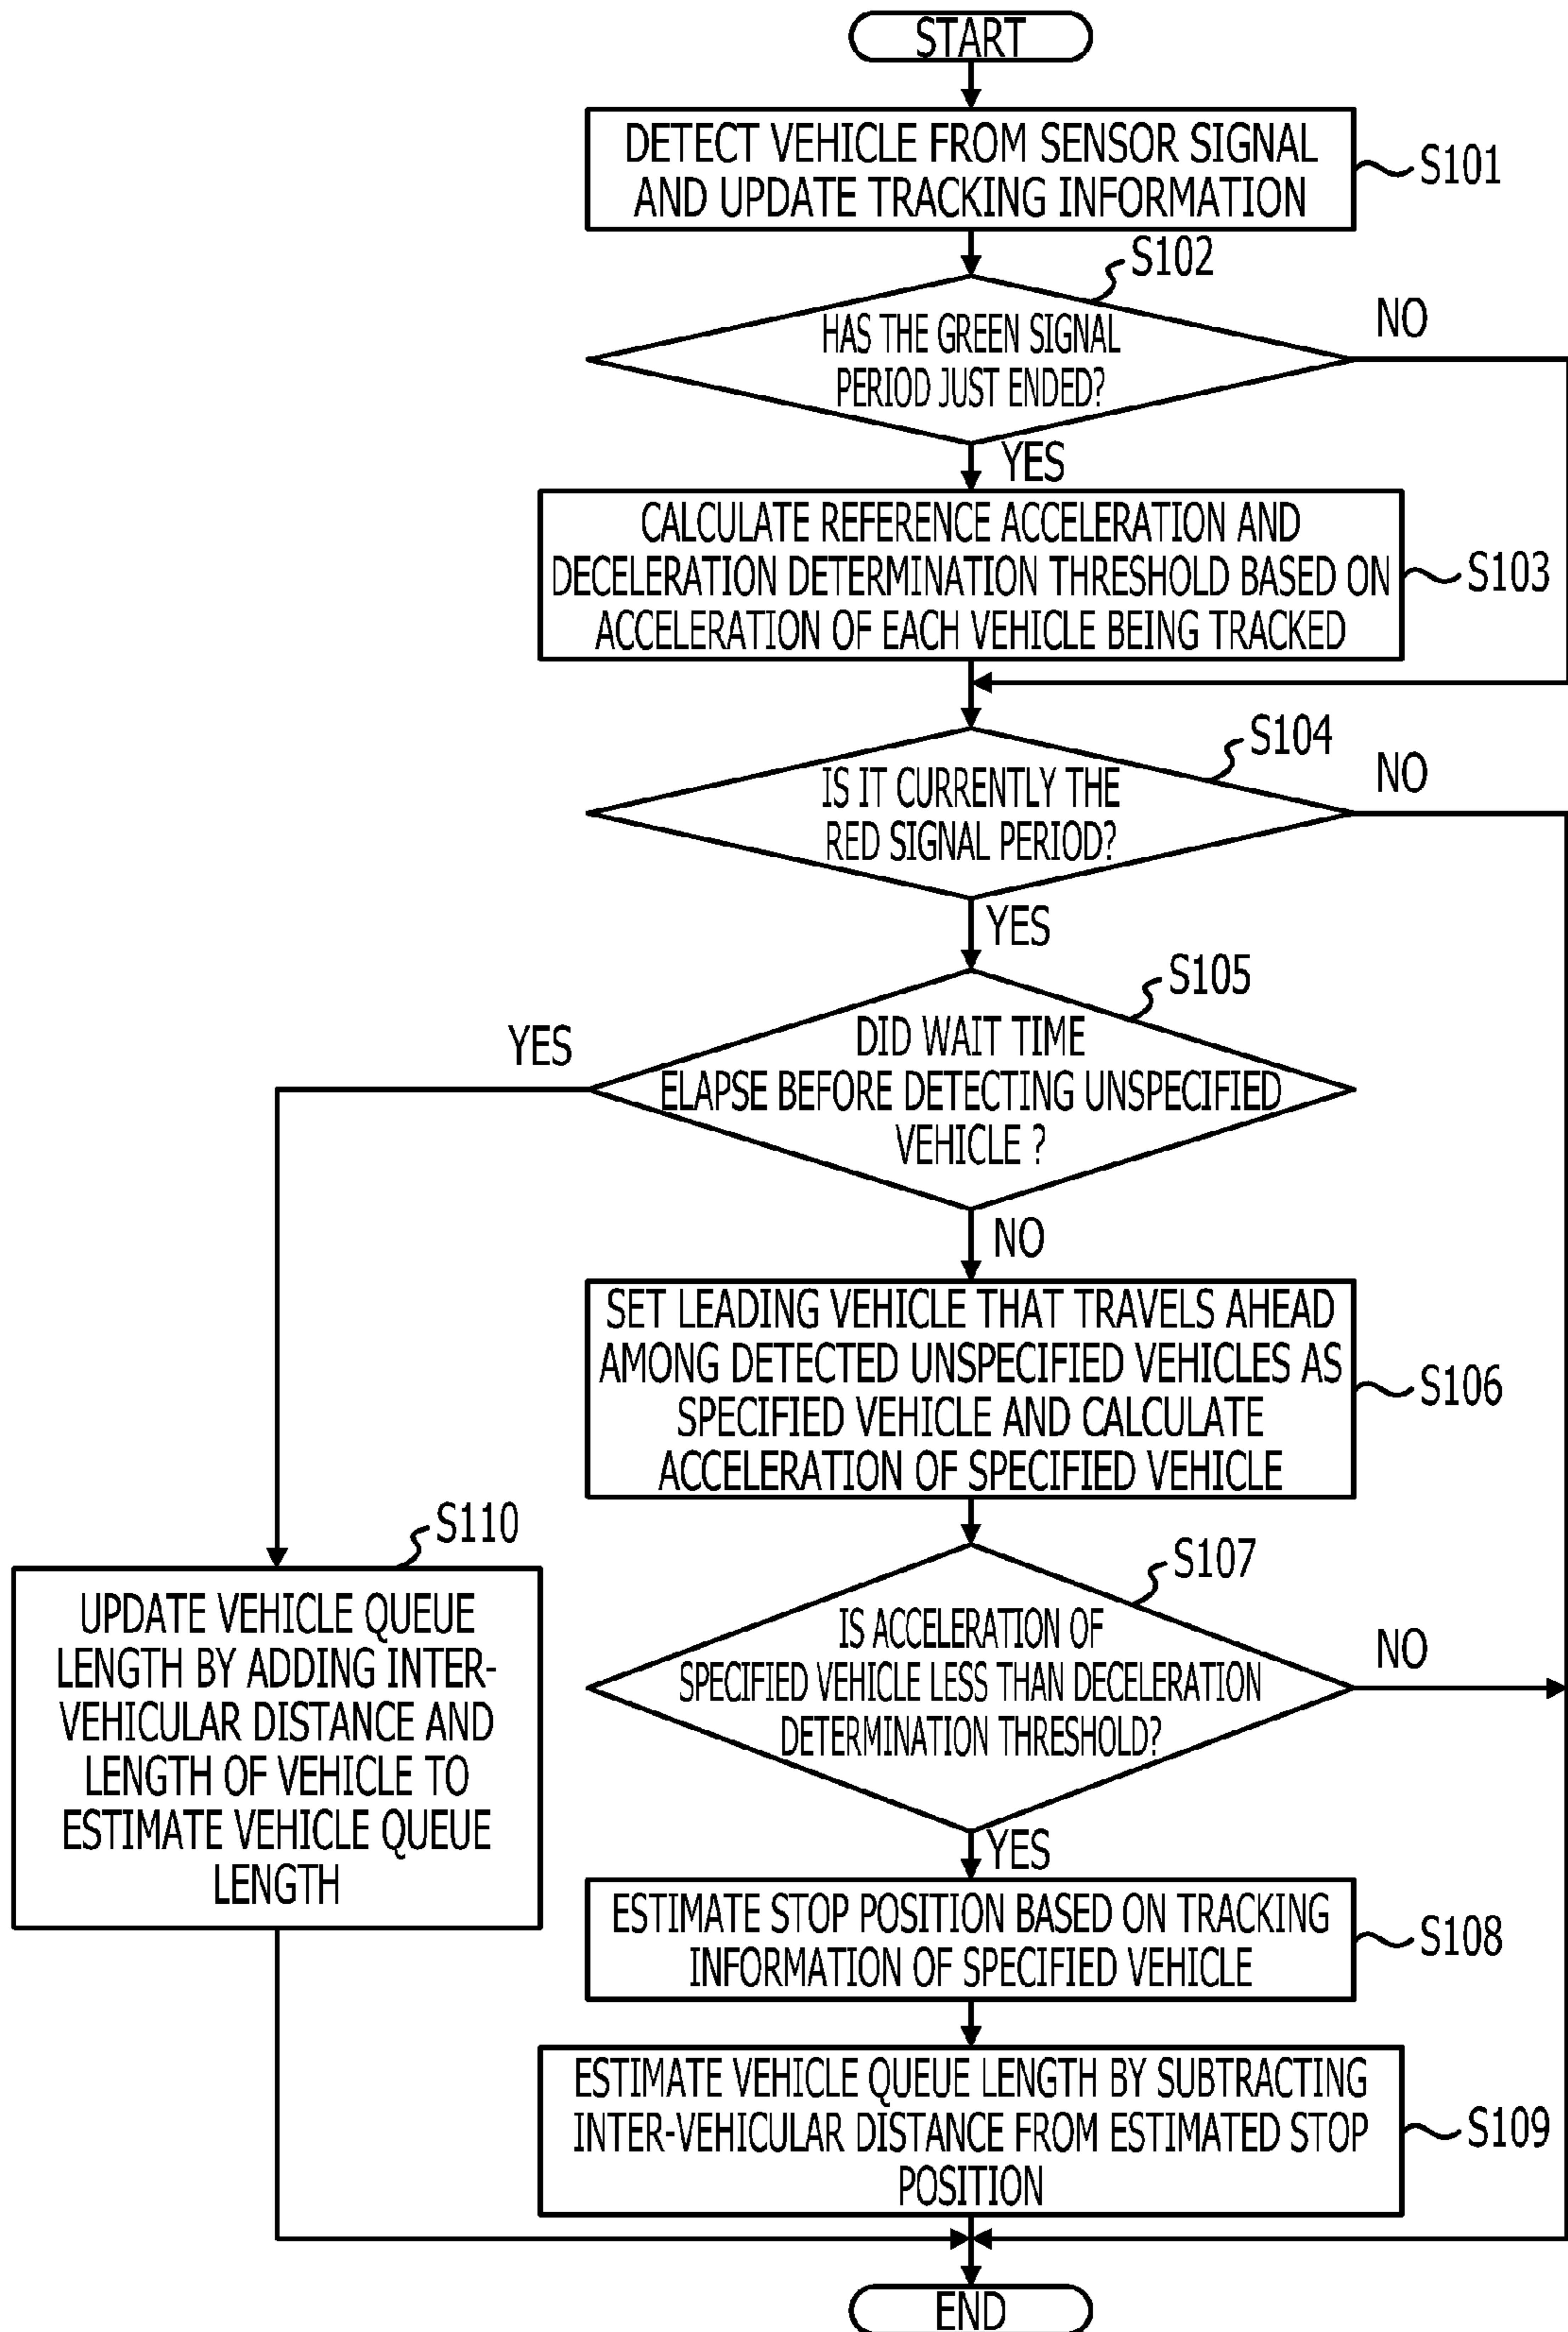 START
DETECT VEHICLE FROM SENSOR SIGNAL
AND UPDATE TRACKING INFORMATION
S101
S102
HAS THE GREEN SIGNAL
PERIOD JUST ENDED?
NO
YES
CALCULATE REFERENCE ACCELERATION AND
DECELERATION DETERMINATION THRESHOLD BASED ON
ACCELERATION OF EACH VEHICLE BEING TRACKED
S103
S104
IS IT CURRENTLY THE
RED SIGNAL PERIOD?
NO
YES
S105
DID WAIT TIME
ELAPSE BEFORE DETECTING UNSPECIFIED
VEHICLE ?
YES
NO
SET LEADING VEHICLE THAT TRAVELS AHEAD
AMONG DETECTED UNSPECIFIED VEHICLES AS
SPECIFIED VEHICLE AND CALCULATE
ACCELERATION OF SPECIFIED VEHICLE
S106
S110
UPDATE VEHICLE QUEUE
LENGTH BY ADDING INTER-
VEHICULAR DISTANCE AND
LENGTH OF VEHICLE TO
ESTIMATE VEHICLE QUEUE
LENGTH
S107
IS ACCELERATION OF
SPECIFIED VEHICLE LESS THAN DECELERATION
DETERMINATION THRESHOLD?
NO
YES
ESTIMATE STOP POSITION BASED ON TRACKING
INFORMATION OF SPECIFIED VEHICLE
S108
ESTIMATE VEHICLE QUEUE LENGTH BY SUBTRACTING
INTER-VEHICULAR DISTANCE FROM ESTIMATED STOP
POSITION
S109
END